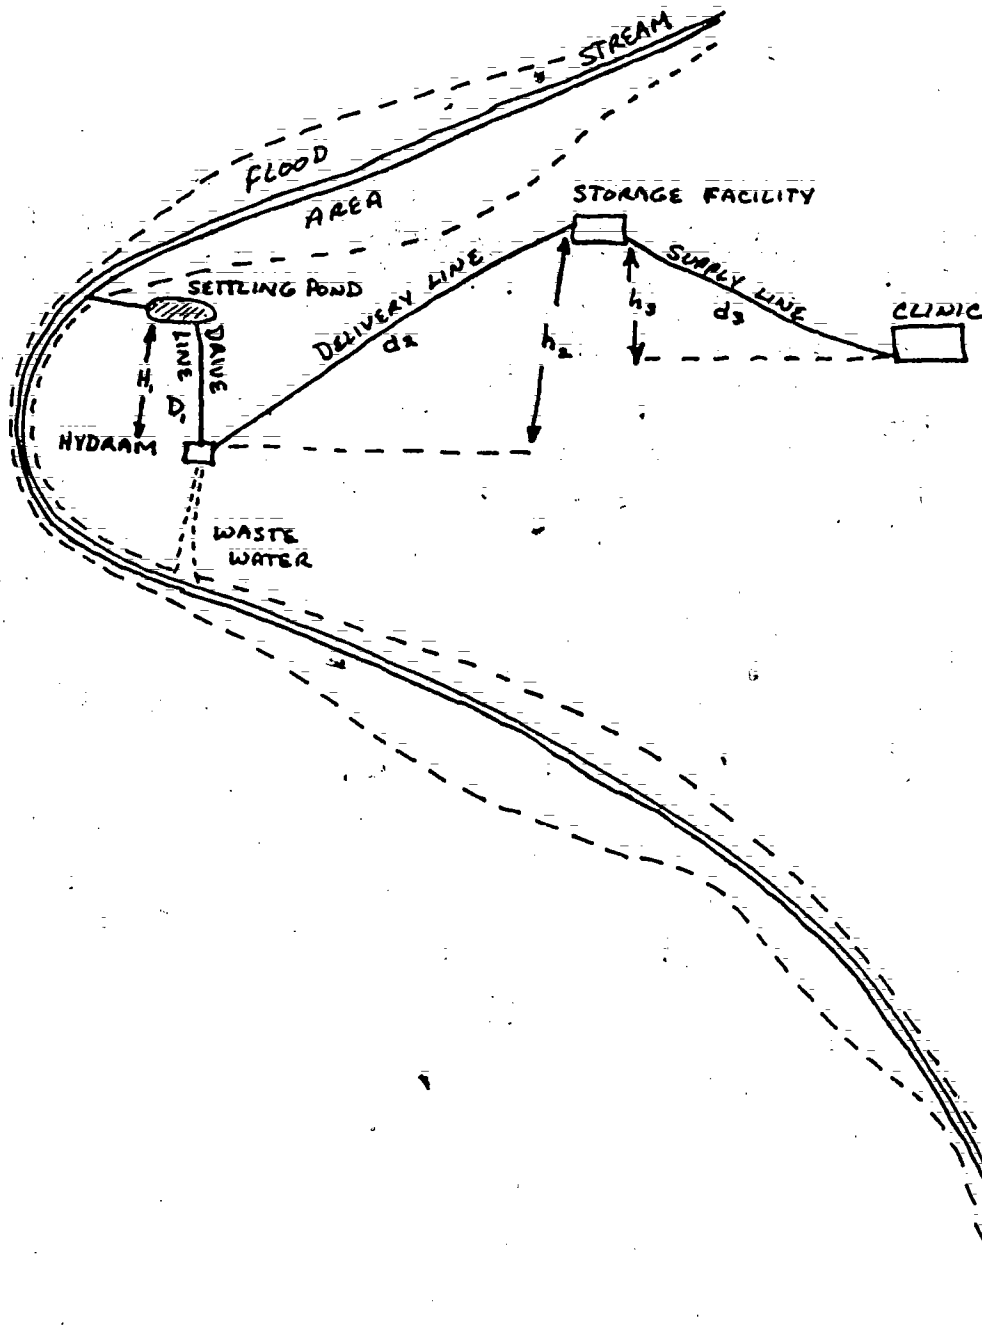 STREAM
FLOOD
AREA
STORAGE FACILITY
SETTLING POND
DELIVERY LINE
d2
SUPPLY LINE
d3
h3
h2
CLINIC
DRIVE
LINE
D1
H1
HYDRAM
WASTE
WATER